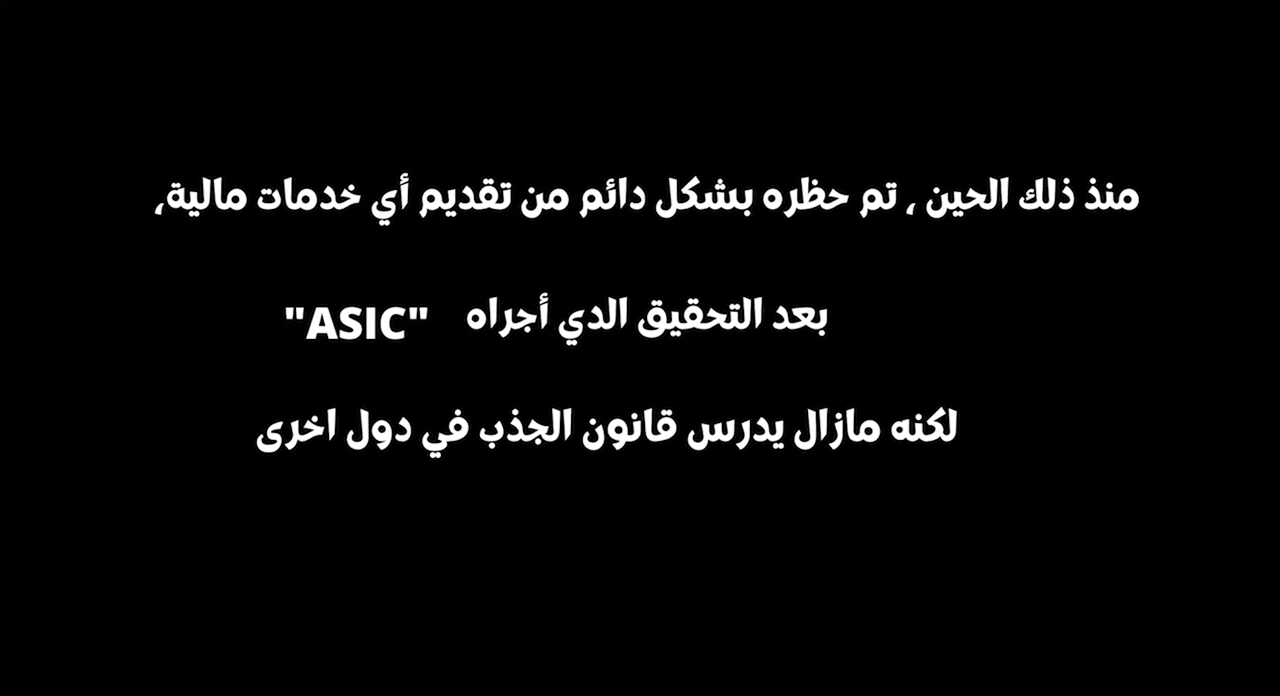 منذ ذلك الحين ، تم حظره بشكل دائم من تقديم أي خدمات مالية،
بعد التحقيق الدي أجراه "ASIC"
لكنه مازال يدرس قانون الجذب في دول اخرى